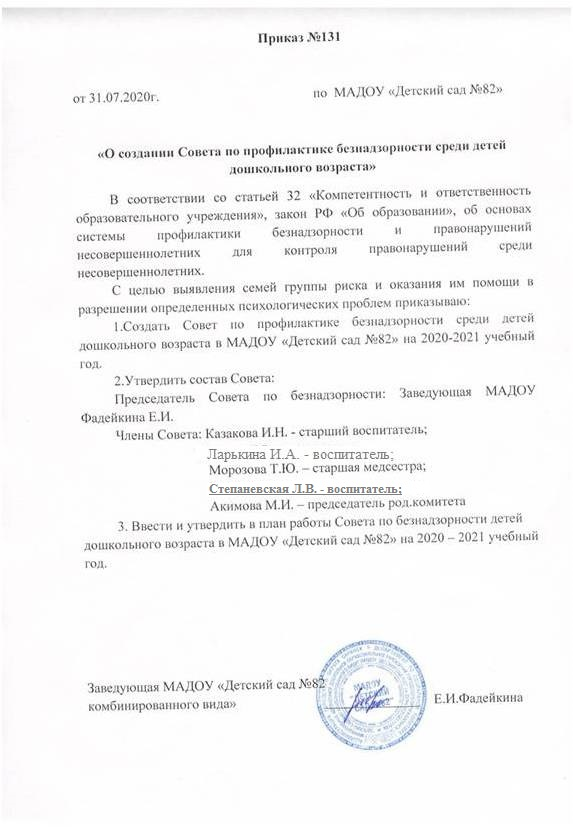 Приказ №131
от 31.07.2020г. по МАДОУ «Детский сад №82»
«О создании Совета по профилактике безнадзорности среди детей
дошкольного возраста»
В соответствии со статьей 32 «Компетентность и ответственность
образовательного учреждения», закон РФ «Об образовании», об основах
системы профилактики безнадзорности и правонарушений
несовершеннолетних для контроля правонарушений среди
несовершеннолетних.
С целью выявления семей группы риска и оказания им помощи в
разрешении определенных психологических проблем приказываю:
1.Создать Совет по профилактике безнадзорности среди детей
дошкольного возраста в МАДОУ «Детский сад №82» на 2020-2021 учебный
год.
2.Утвердить состав Совета:
Председатель Совета по безнадзорности: Заведующая МАДОУ
Фадейкина Е.И.
Члены Совета: Казакова И.Н. - старший воспитатель;
Ларькина И.А. - воспитатель;
Морозова Т.Ю. – старшая медсестра;
Степаневская Л.В. - воспитатель;
Акимова М.И. – председатель род.комитета
3. Ввести и утвердить в план работы Совета по безнадзорности детей
дошкольного возраста в МАДОУ «Детский сад №82» на 2020 – 2021 учебный
год.
Заведующая МАДОУ «Детский сад №82
комбинированного вида» Е.И.Фадейкина
МАДОУ
ДЕТСКИЙ